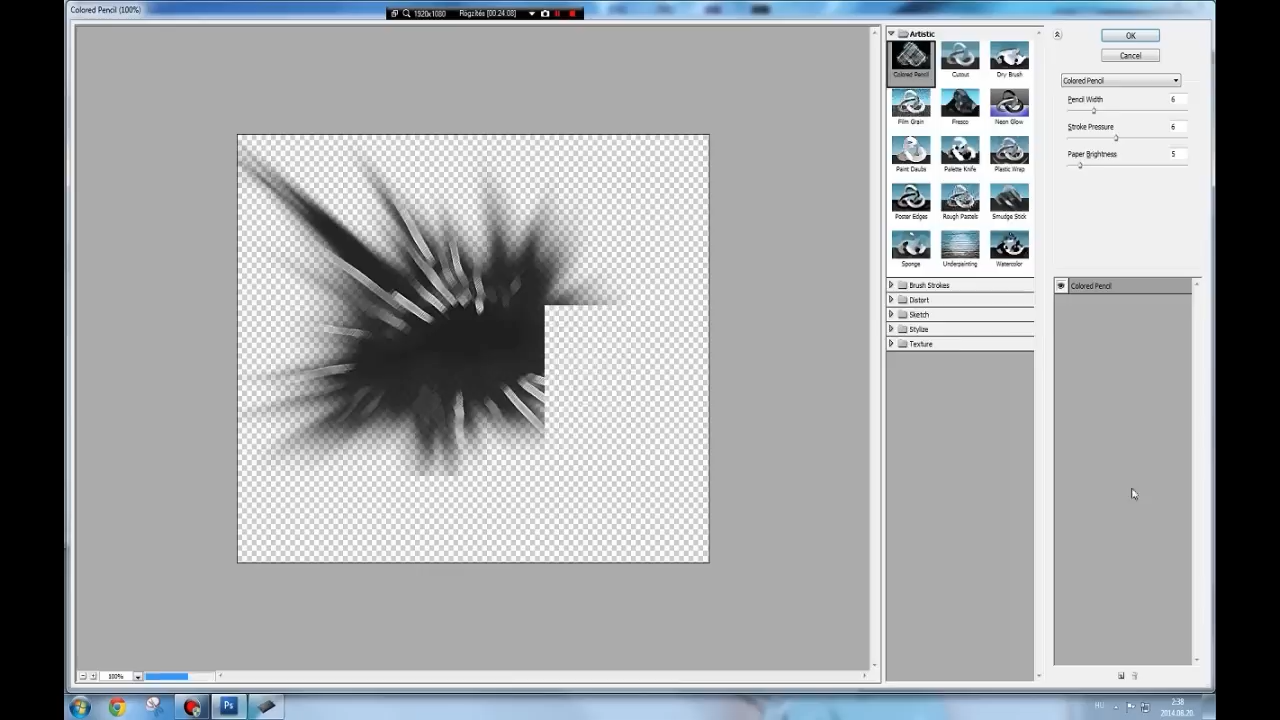 Colored Pencil (100%)
1920x1080 Rögzítés [00:24:08]
Artistic
OK
Cancel
Colored Pencil
Cutout
Dry Brush
Colored Pencil
Pencil Width 6
Film Grain
Fresco
Neon Glow
Stroke Pressure 6
Paper Brightness 5
Paint Daubs
Palette Knife
Plastic Wrap
Poster Edges
Rough Pastels
Smudge Stick
Sponge
Underpainting
Watercolor
Brush Strokes
Colored Pencil
Distort
Sketch
Stylize
Texture
100%
Ps
HU
2:38
2014.08.20.